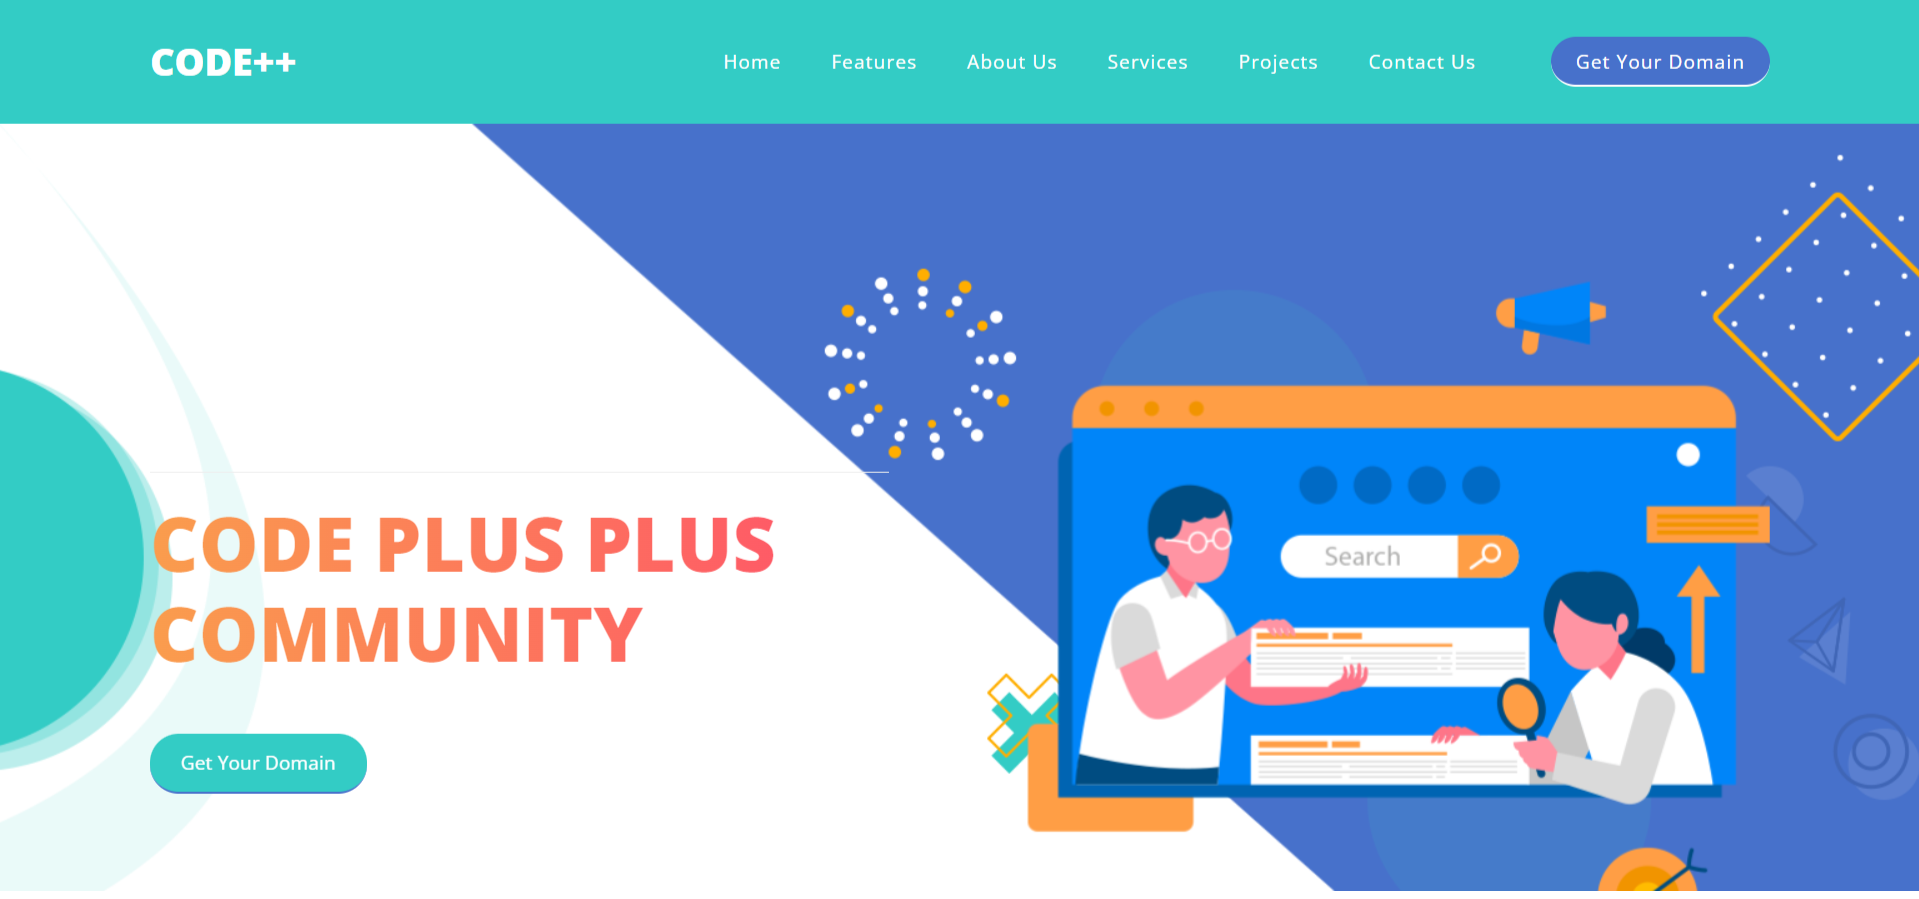 CODE++
Home Features About Us Services Projects Contact Us Get Your Domain
CODE PLUS PLUS
COMMUNITY
Get Your Domain
Search